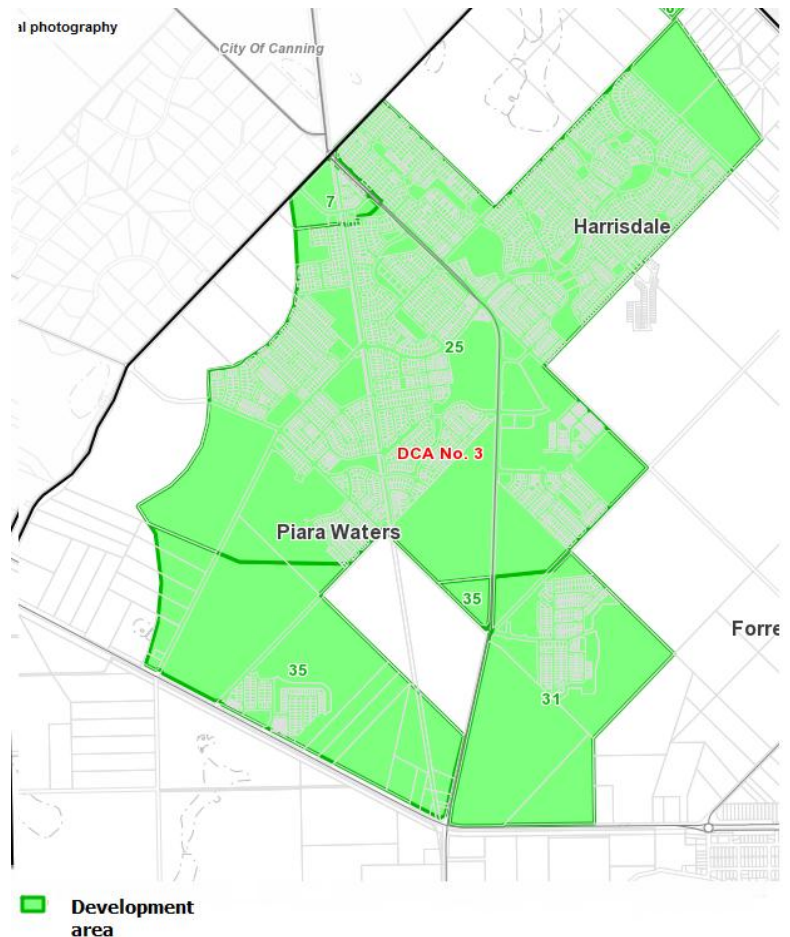 al photography
City Of Canning
7
Harrisdale
25
DCA No. 3
Piara Waters
35
Forre
35
31
Development
area